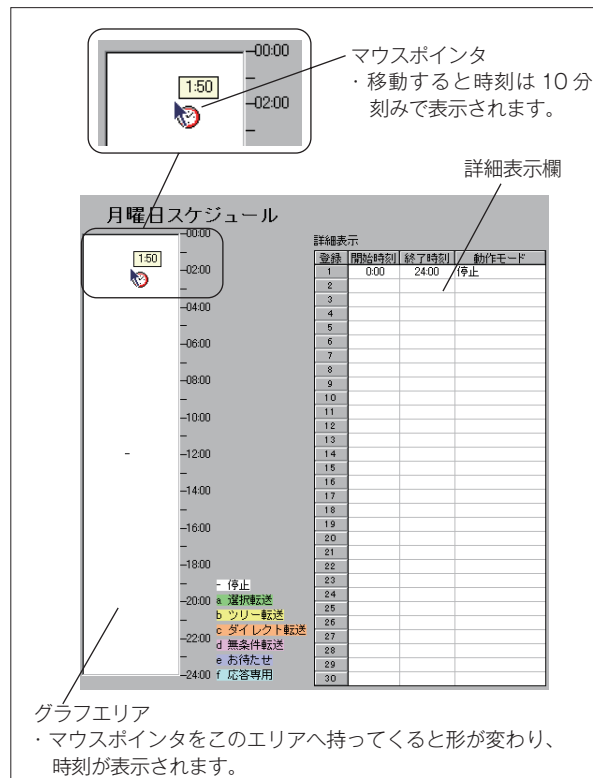 00:00
1:50
02:00
マウスポインタ
・移動すると時刻は 10 分
刻みで表示されます。
詳細表示欄
月曜日スケジュール
00:00
1:50
02:00
04:00
06:00
08:00
10:00
12:00
14:00
16:00
18:00
20:00
22:00
24:00
-
- 停止
a 選択転送
b ツリー転送
c ダイレクト転送
d 無条件転送
e お待たせ
f 応答専用
詳細表示
登録 開始時刻 終了時刻 動作モード
1 0:00 24:00 停止
2
3
4
5
6
7
8
9
10
11
12
13
14
15
16
17
18
19
20
21
22
23
24
25
26
27
28
29
30
グラフエリア
・マウスポインタをこのエリアへ持ってくると形が変わり、
時刻が表示されます。